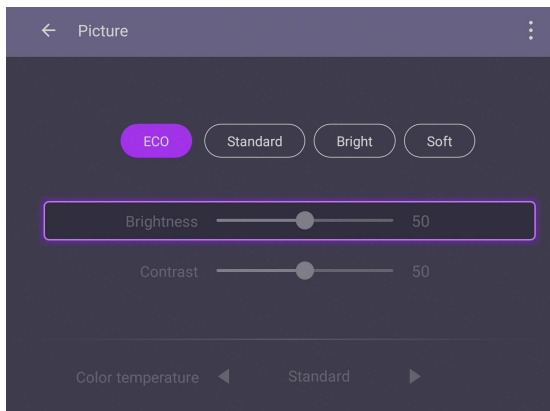 Picture
ECO Standard Bright Soft
Brightness 50
Contrast 50
Color temperature Standard